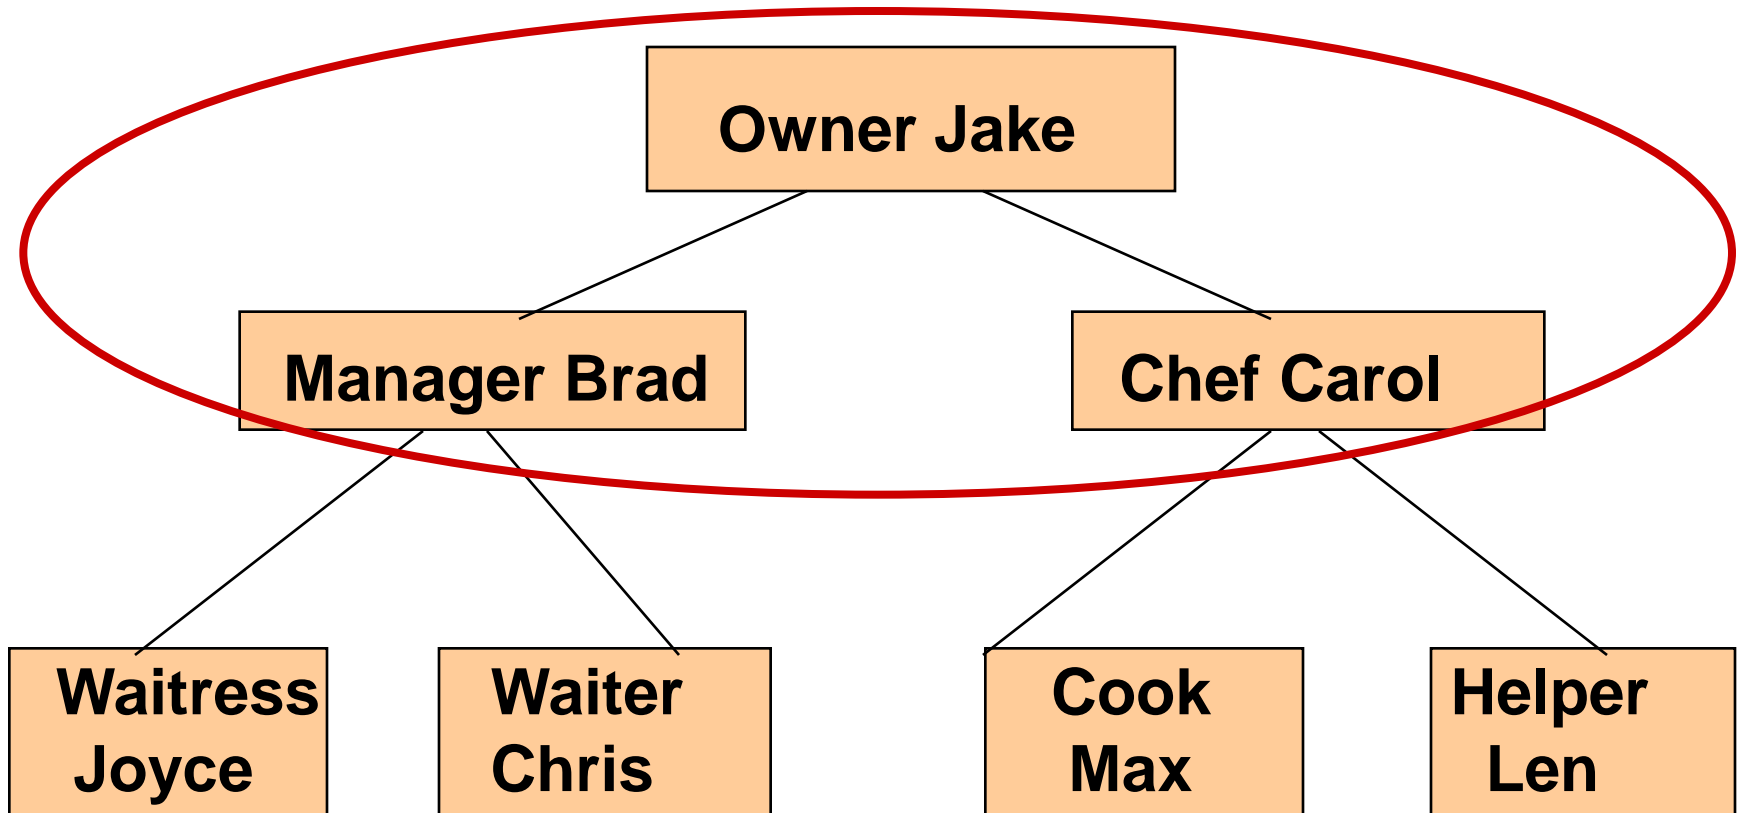 Owner Jake
Manager Brad
Chef Carol
Waitress
Joyce
Waiter
Chris
Cook
Max
Helper
Len